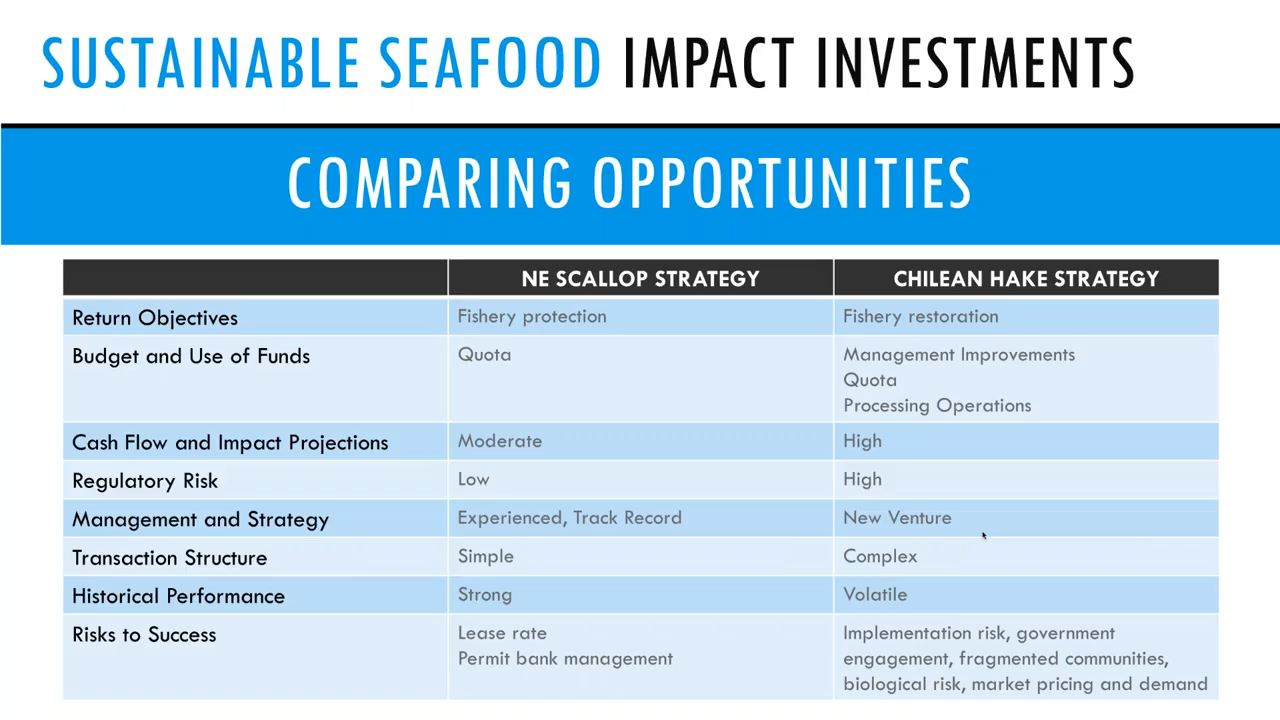 SUSTAINABLE SEAFOOD IMPACT INVESTMENTS
COMPARING OPPORTUNITIES
NE SCALLOP STRATEGY CHILEAN HAKE STRATEGY
Return Objectives Fishery protection Fishery restoration
Budget and Use of Funds Quota Management Improvements
Quota
Processing Operations
Cash Flow and Impact Projections Moderate High
Regulatory Risk Low High
Management and Strategy Experienced, Track Record New Venture
Transaction Structure Simple Complex
Historical Performance Strong Volatile
Risks to Success Lease rate Implementation risk, government
Permit bank management engagement, fragmented communities,
biological risk, market pricing and demand